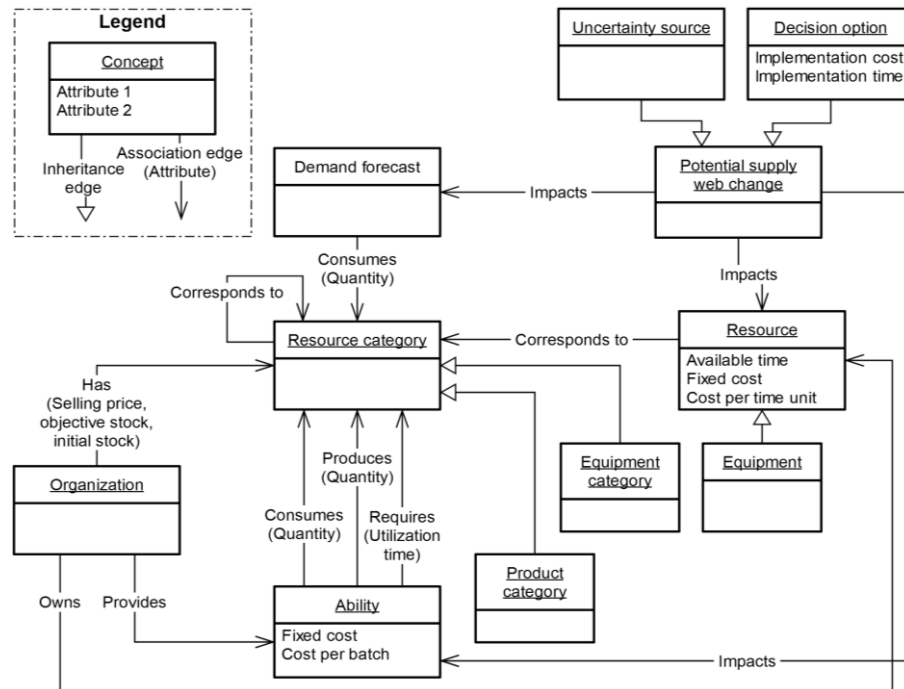 Legend
Concept
Attribute 1
Attribute 2
Inheritance
edge
Association edge
(Attribute)
Uncertainty source
Decision option
Implementation cost
Implementation time
Demand forecast
Impacts
Potential supply
web change
Consumes
(Quantity)
Impacts
Corresponds to
Resource category
Corresponds to
Resource
Available time
Fixed cost
Cost per time unit
Has
(Selling price,
objective stock,
initial stock)
Organization
Produces
(Quantity)
Consumes
(Quantity)
Requires
(Utilization
time)
Equipment
category
Equipment
Product
category
Owns
Provides
Ability
Fixed cost
Cost per batch
Impacts